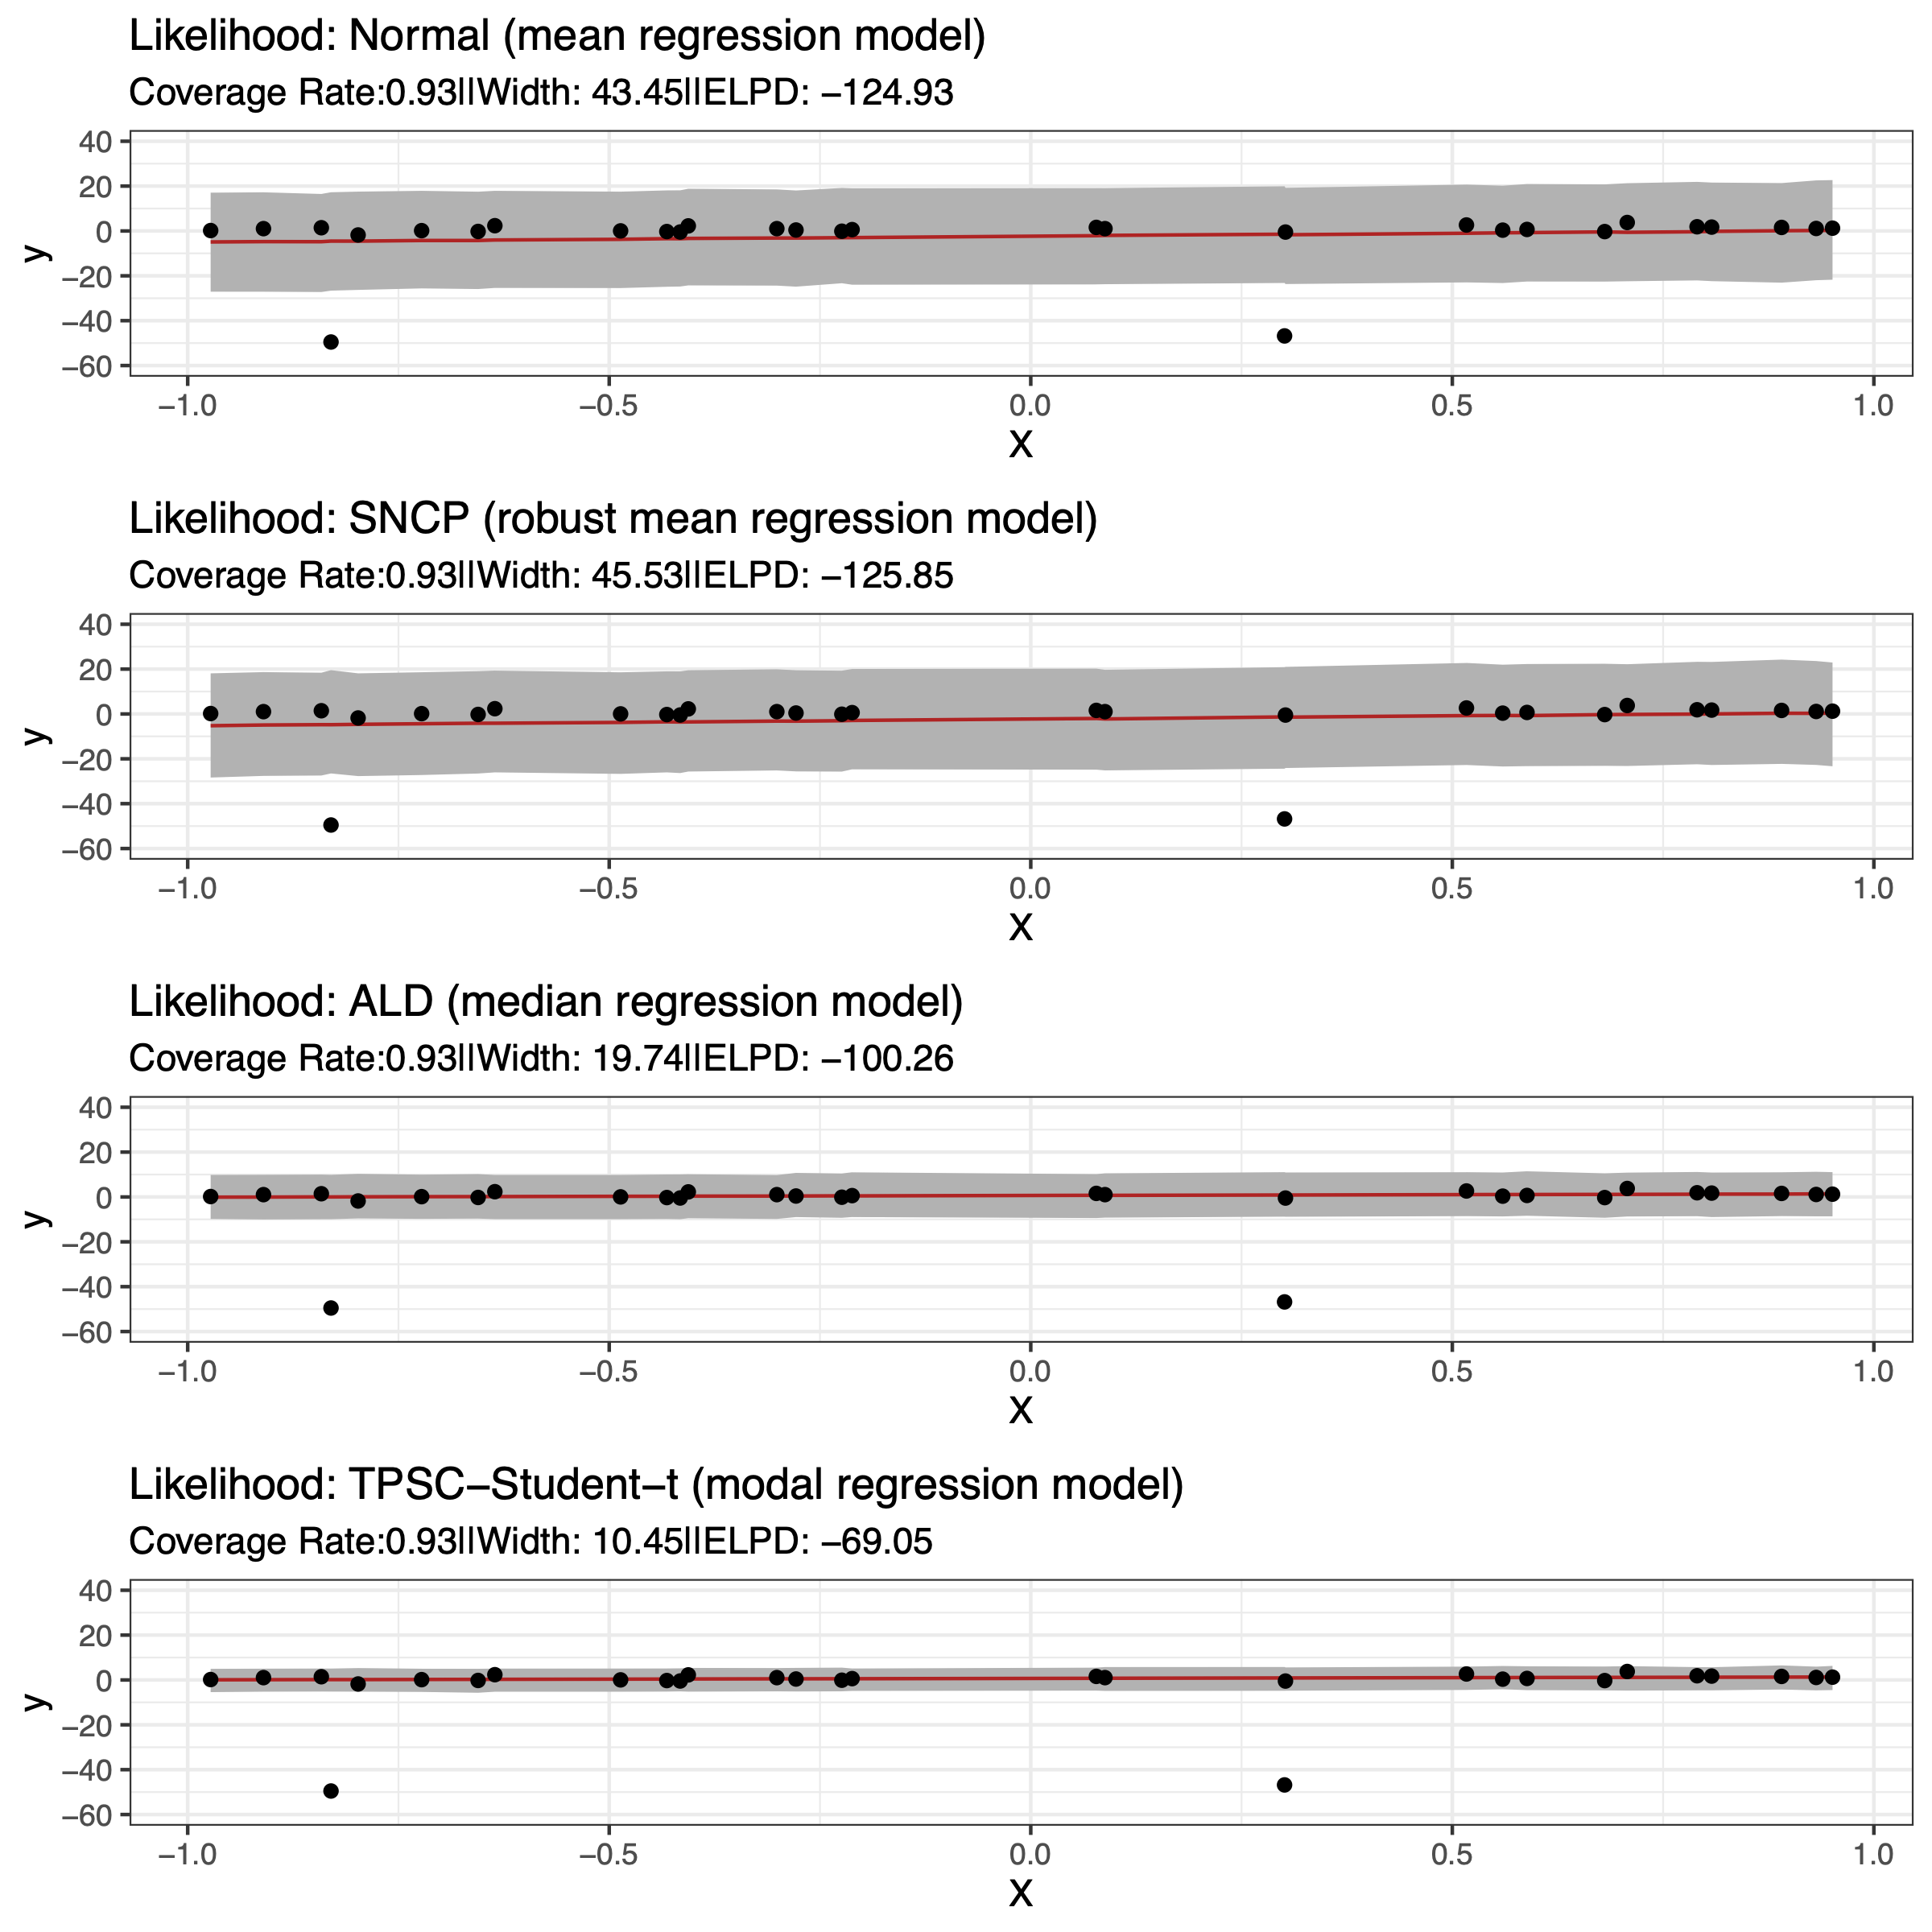 Likelihood: Normal (mean regression model)
Coverage Rate:0.93||Width: 43.45||ELPD: −124.93
40
20
0
−20
−40
−60
y
−1.0 −0.5 0.0 0.5 1.0
x
Likelihood: SNCP (robust mean regression model)
Coverage Rate:0.93||Width: 45.53||ELPD: −125.85
40
20
0
−20
−40
−60
y
−1.0 −0.5 0.0 0.5 1.0
x
Likelihood: ALD (median regression model)
Coverage Rate:0.93||Width: 19.74||ELPD: −100.26
40
20
0
−20
−40
−60
y
−1.0 −0.5 0.0 0.5 1.0
x
Likelihood: TPSC−Student−t (modal regression model)
Coverage Rate:0.93||Width: 10.45||ELPD: −69.05
40
20
0
−20
−40
−60
y
−1.0 −0.5 0.0 0.5 1.0
x